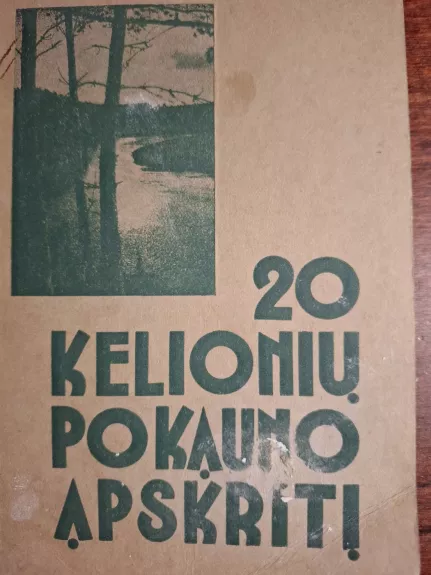 20
KELIONIŲ
PO KAUNO
APSKRITĮ